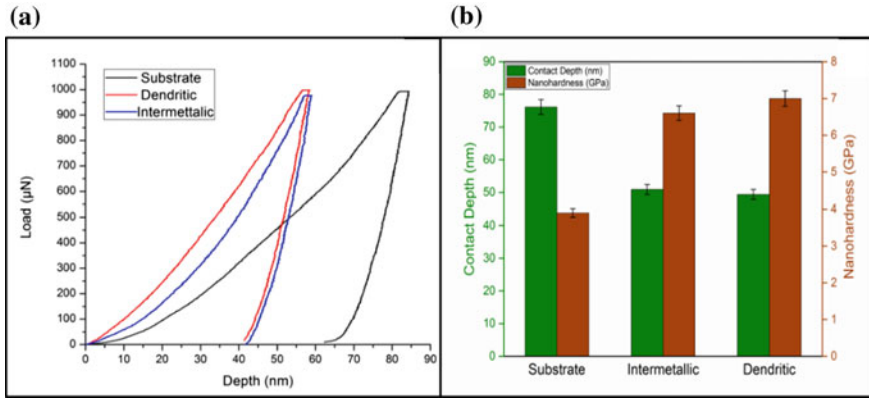 (a)
(b)
1100
1000
900
800
700
600
500
400
300
200
100
0
Load (µN)
Substrate
Dendritic
Intermettalic
0 10 20 30 40 50 60 70 80 90
Depth (nm)
90
80
70
60
50
40
30
20
10
0
Contact Depth (nm)
Contact Depth (nm)
Nanohardness (GPa)
8
7
6
5
4
3
2
1
0
Nanohardness (GPa)
Substrate Intermetallic Dendritic